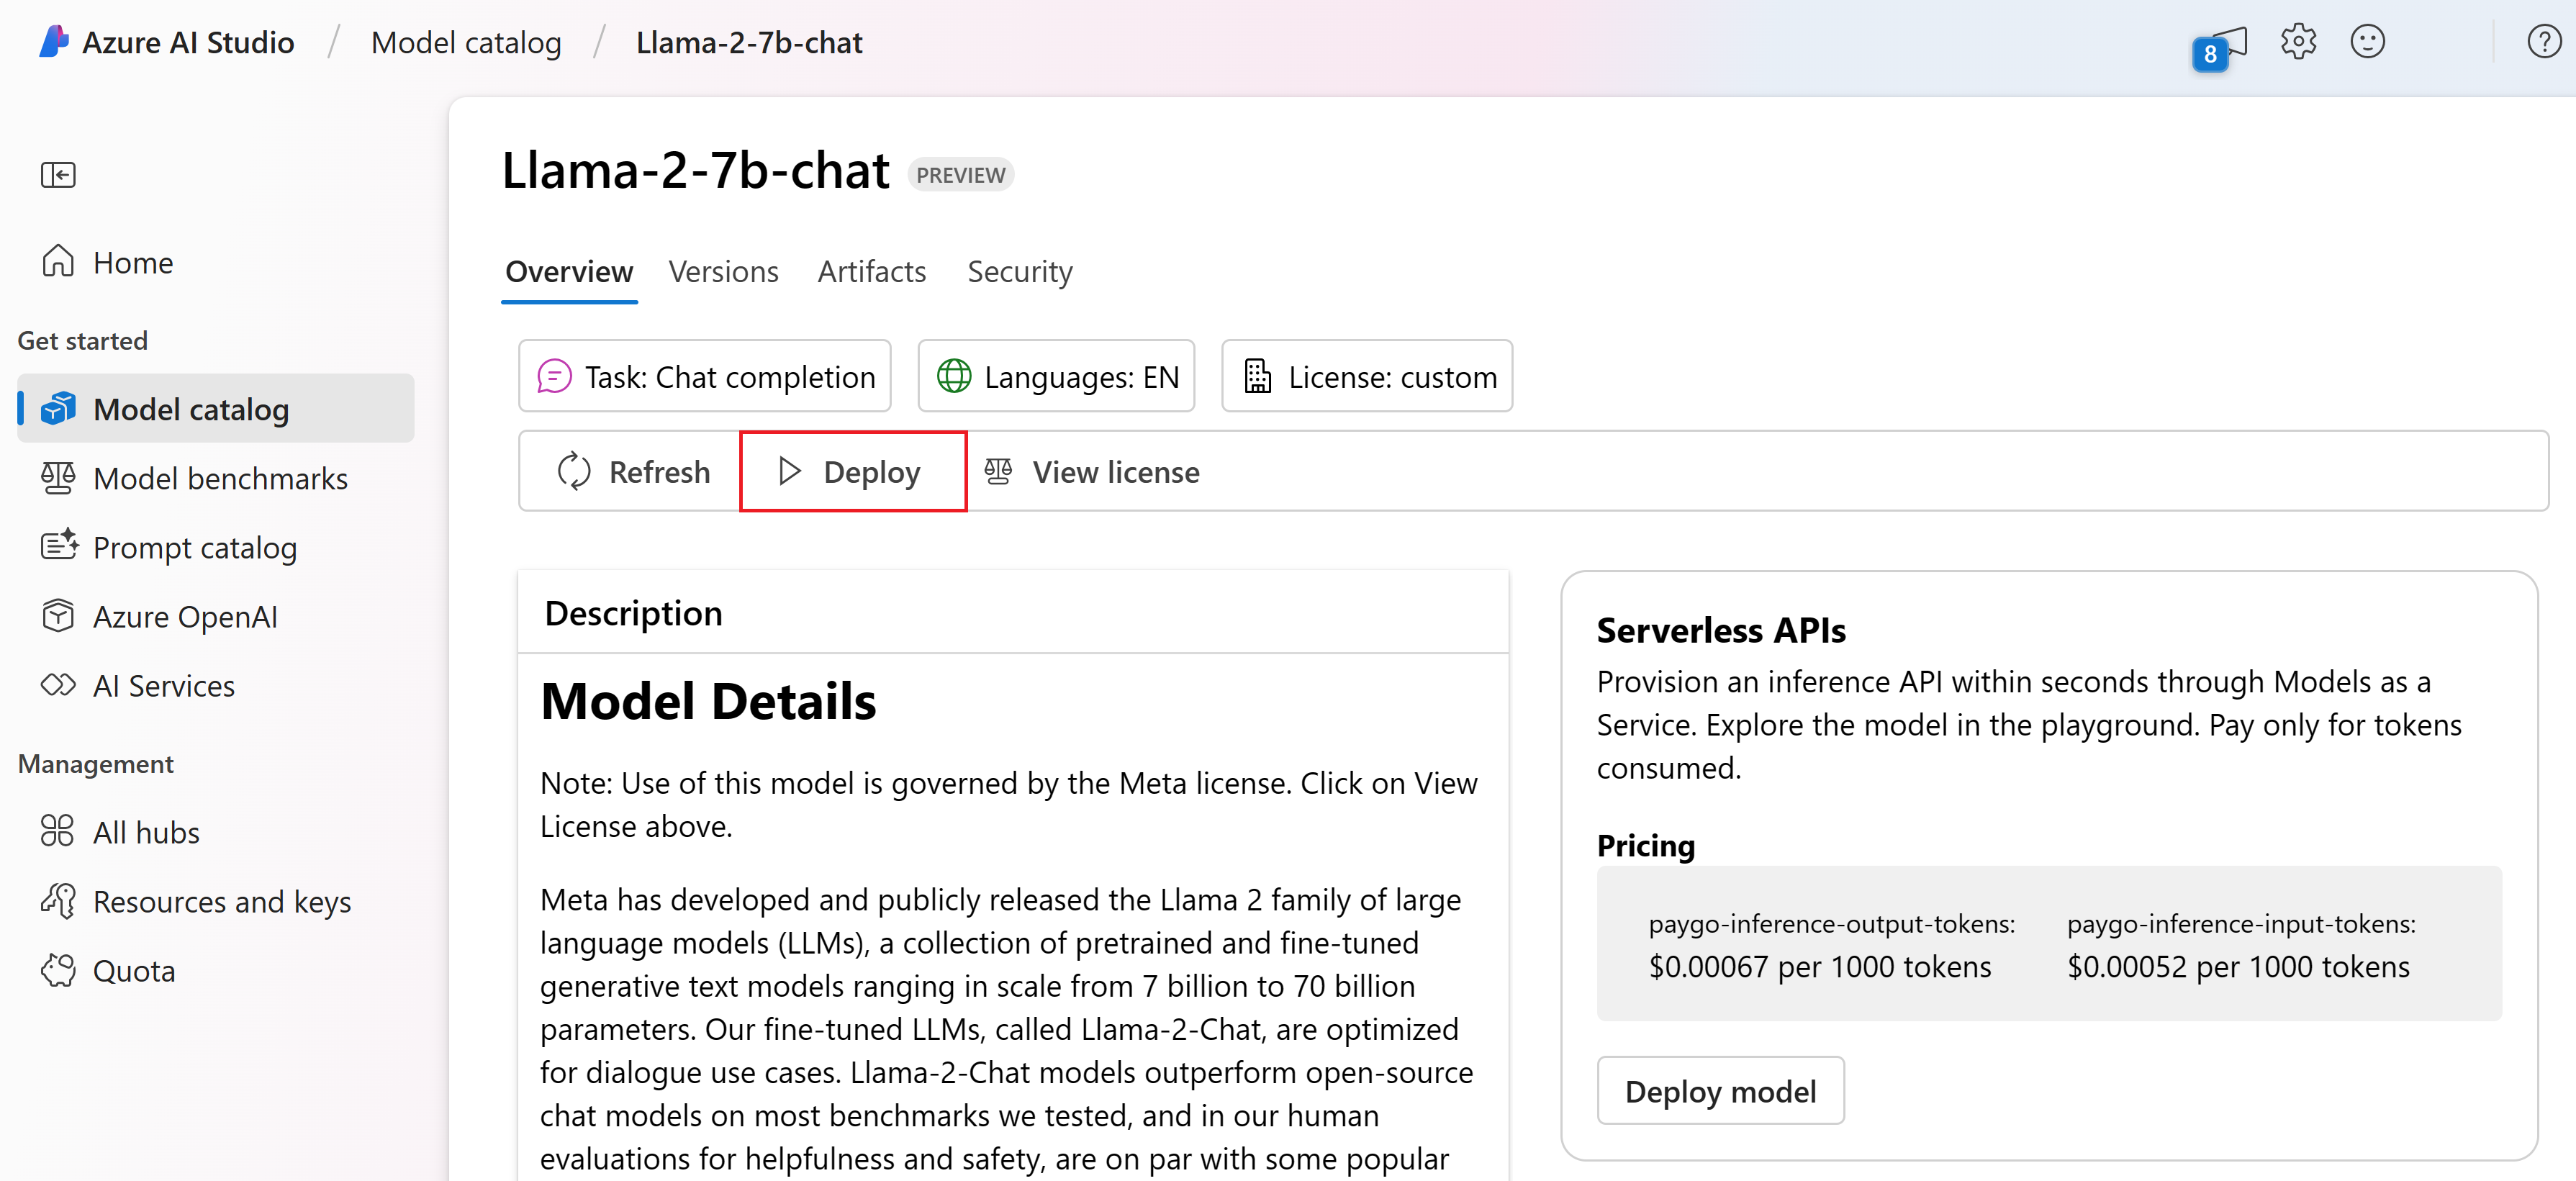 Azure AI Studio / Model catalog / Llama-2-7b-chat
8
Home
Get started
Model catalog
Model benchmarks
Prompt catalog
Azure OpenAI
AI Services
Management
All hubs
Resources and keys
Quota
Llama-2-7b-chat PREVIEW
Overview Versions Artifacts Security
Task: Chat completion Languages: EN License: custom
Refresh Deploy View license
Description
Model Details
Note: Use of this model is governed by the Meta license. Click on View
License above.
Meta has developed and publicly released the Llama 2 family of large
language models (LLMs), a collection of pretrained and fine-tuned
generative text models ranging in scale from 7 billion to 70 billion
parameters. Our fine-tuned LLMs, called Llama-2-Chat, are optimized
for dialogue use cases. Llama-2-Chat models outperform open-source
chat models on most benchmarks we tested, and in our human
evaluations for helpfulness and safety, are on par with some popular
Serverless APIs
Provision an inference API within seconds through Models as a
Service. Explore the model in the playground. Pay only for tokens
consumed.
Pricing
paygo-inference-output-tokens: paygo-inference-input-tokens:
$0.00067 per 1000 tokens $0.00052 per 1000 tokens
Deploy model